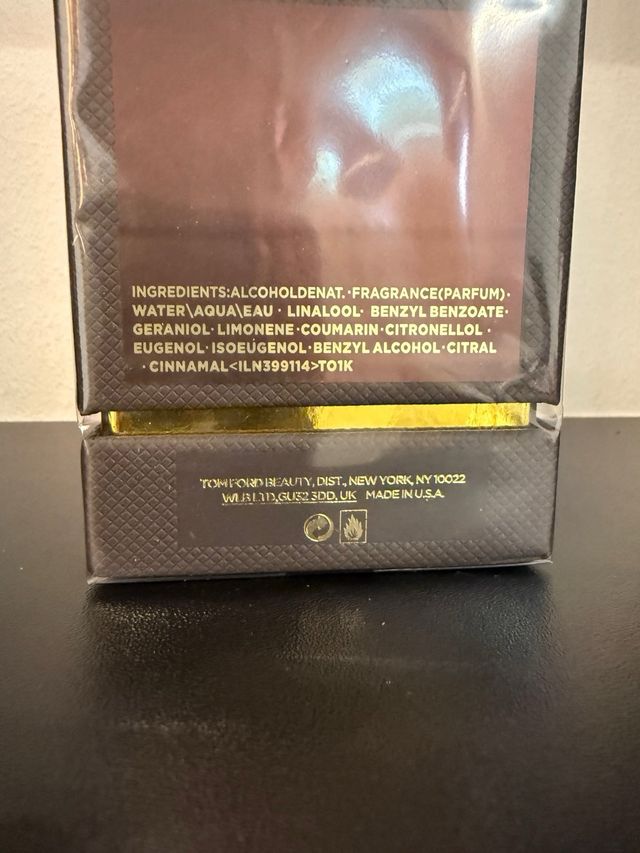 INGREDIENTS:ALCOHOLDENAT.·FRAGRANCE(PARFUM)·
WATER\AQUA\EAU · LINALOOL· BENZYL BENZOATE·
GERANIOL· LIMONENE·COUMARIN·CITRONELLOL ·
EUGENOL·ISOEUGENOL·BENZYL ALCOHOL·CITRAL
· CINNAMAL<ILN399114>TO1K
TOM FORD BEAUTY, DIST., NEW YORK, NY 10022
WLB LTD,GU32 3DD, UK MADE IN U.S.A.